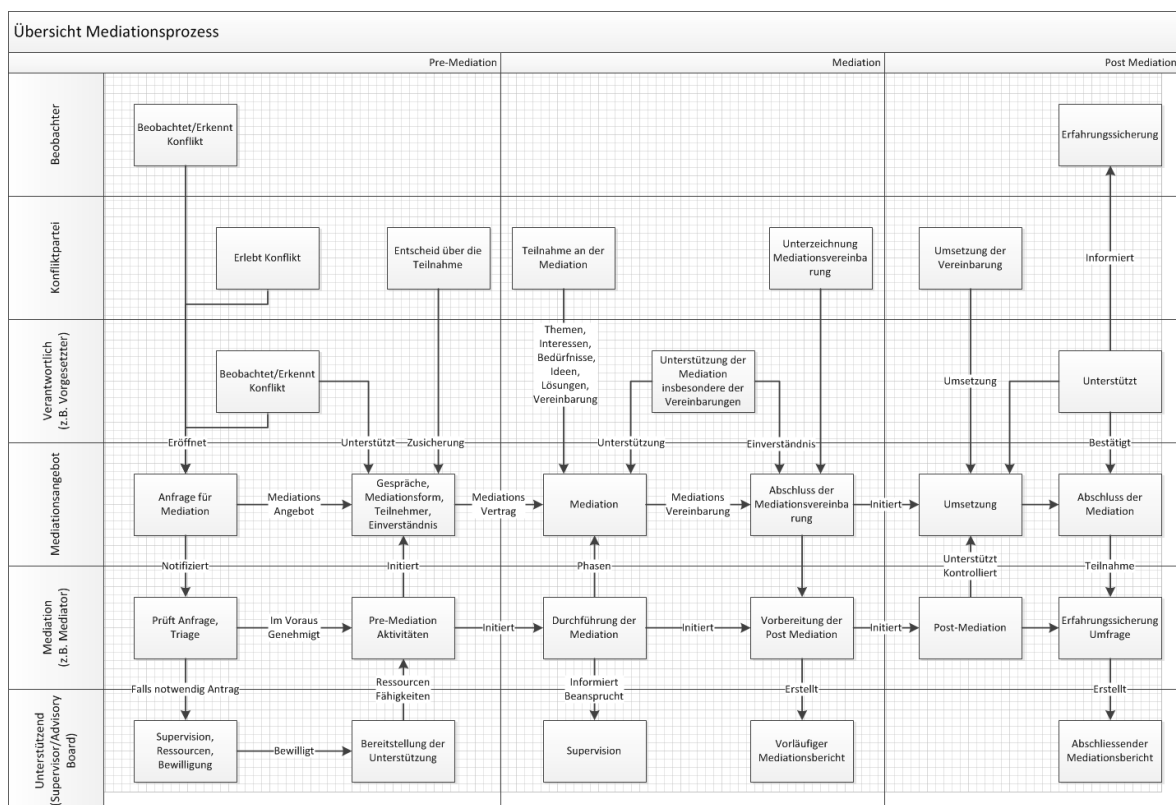 Übersicht Mediationsprozess
Pre-Mediation
Mediation
Post Mediation
Beobachter
Beobachtet/Erkennt
Konflikt
Erfahrungssicherung
Konfliktpartei
Erlebt Konflikt
Entscheid über die
Teilnahme
Teilnahme an der
Mediation
Unterzeichnung
Mediationsvereinba
rung
Umsetzung der
Vereinbarung
Informiert
Verantwortlich
(z.B. Vorgesetzter)
Beobachtet/Erkennt
Konflikt
Themen,
Interessen,
Bedürfnisse,
Ideen,
Lösungen,
Vereinbarung
Unterstützung der
Mediation
insbesondere der
Vereinbarungen
Umsetzung
Unterstützt
Eröffnet
Unterstützt
Zusicherung
Unterstützung
Einverständnis
Bestätigt
Mediationsangebot
Anfrage für
Mediation
Mediations
Angebot
Gespräche,
Mediationsform,
Teilnehmer,
Einverständnis
Mediations
Vertrag
Mediation
Mediations
Vereinbarung
Abschluss der
Mediationsvereinba
rung
Initiert
Umsetzung
Abschluss der
Mediation
Notifiziert
Initiert
Phasen
Unterstützt
Kontrolliert
Teilnahme
Mediation
(z.B. Mediator)
Prüft Anfrage,
Triage
Im Voraus
Genehmigt
Pre-Mediation
Aktivitäten
Initiert
Durchführung der
Mediation
Initiert
Vorbereitung der
Post Mediation
Initiert
Post-Mediation
Erfahrungssicherung
Umfrage
Falls notwendig Antrag
Ressourcen
Fähigkeiten
Informiert
Beansprucht
Erstellt
Erstellt
Unterstützend
(Supervisor/Advisory
Board)
Supervision,
Ressourcen,
Bewilligung
Bewilligt
Bereitstellung der
Unterstützung
Supervision
Vorläufiger
Mediationsbericht
Abschliessender
Mediationsbericht